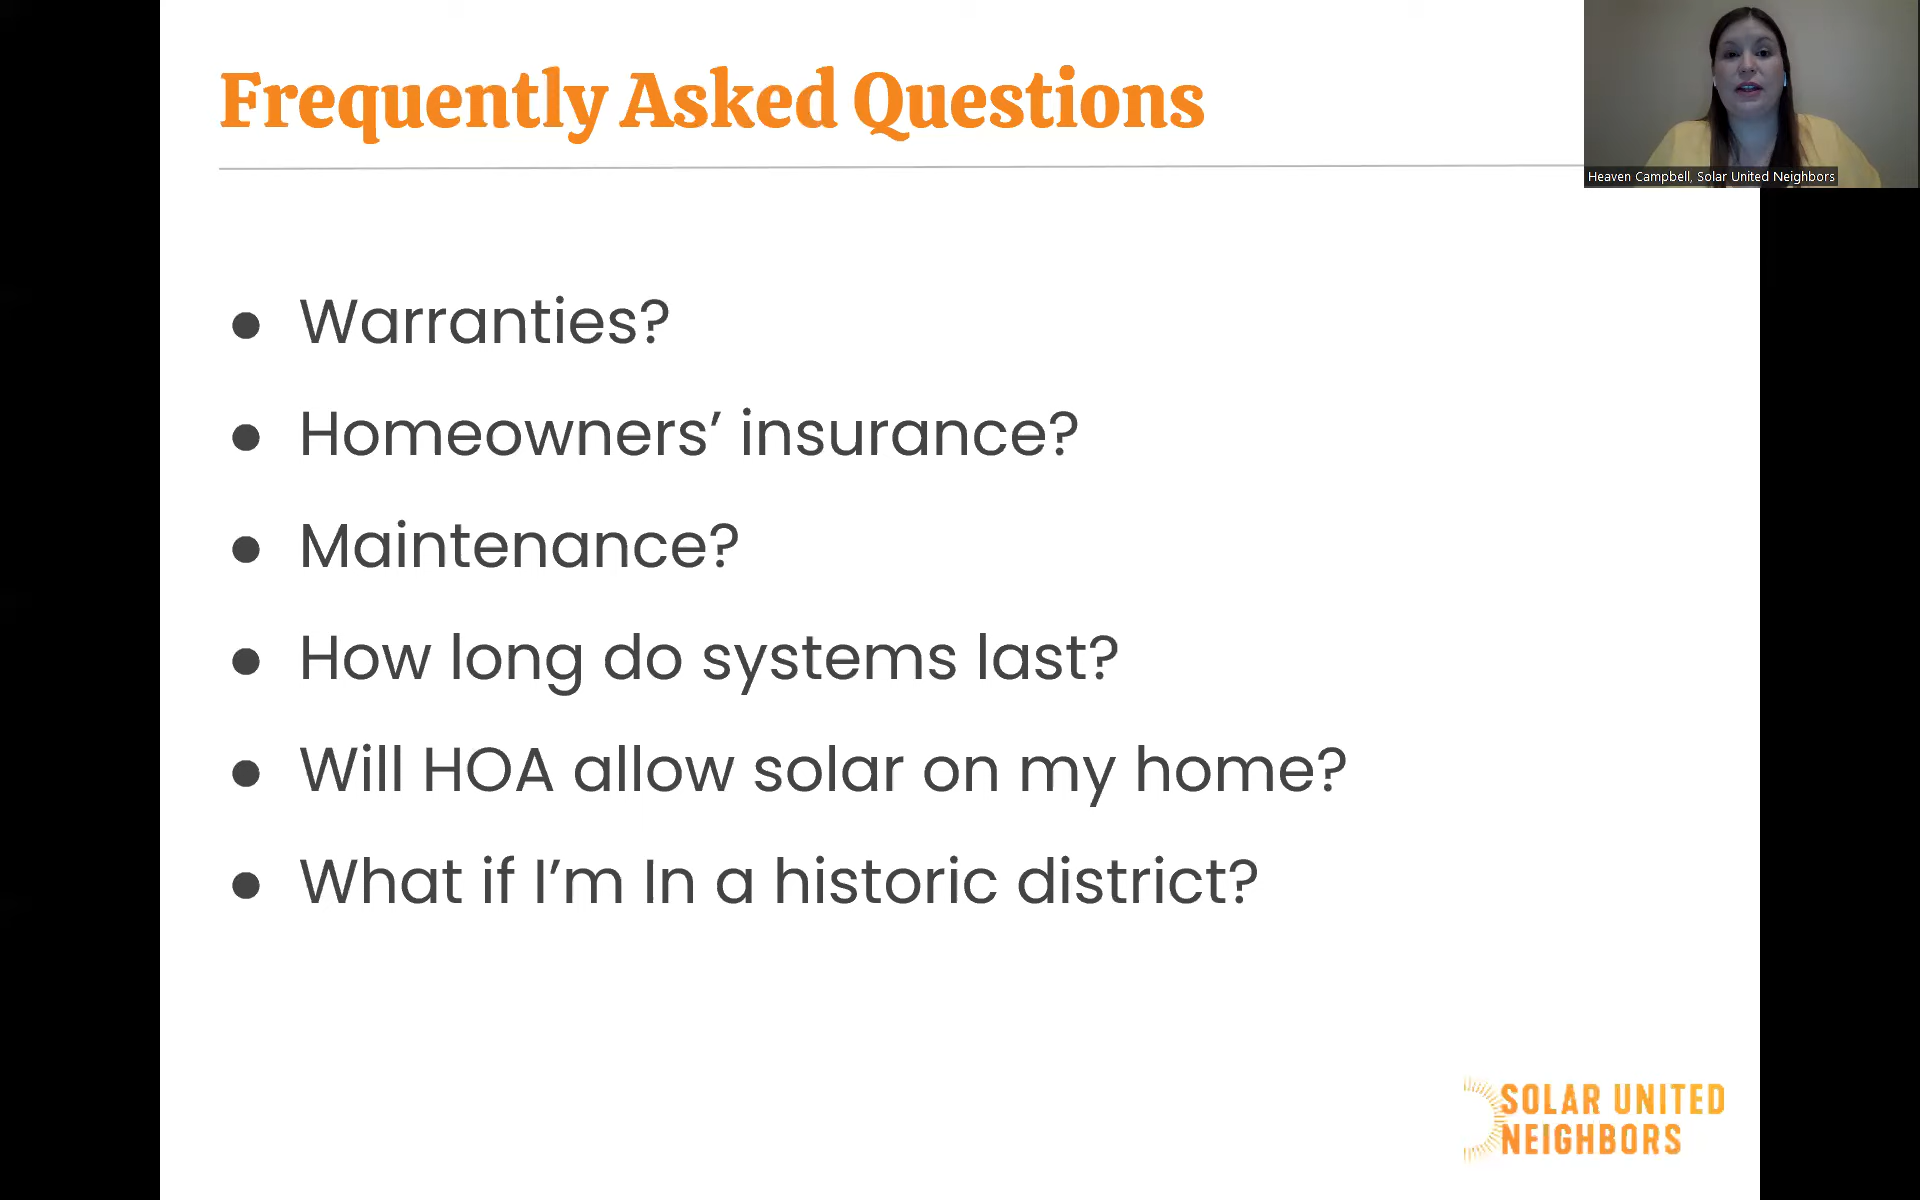 Frequently Asked Questions
Heaven Campbell, Solar United Neighbors
● Warranties?
● Homeowners’ insurance?
● Maintenance?
● How long do systems last?
● Will HOA allow solar on my home?
● What if I’m In a historic district?
SOLAR UNITED
NEIGHBORS